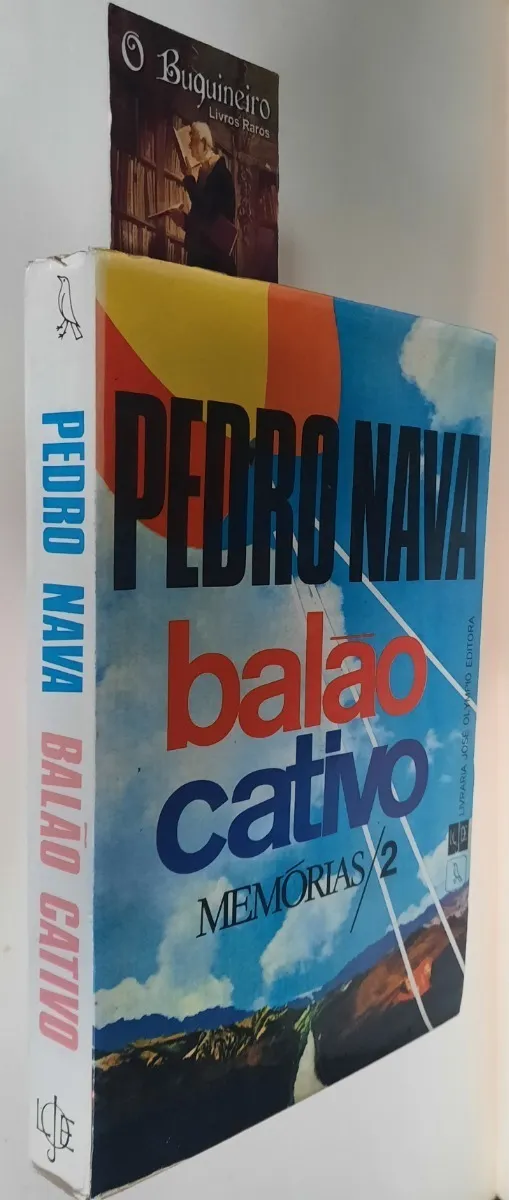 O Buquineiro
Livros Raros
PEDRO NAVA
balão
cativo
MEMÓRIAS/2
LIVRARIA JOSÉ OLYMPIO EDITORA
PEDRO NAVA BALÃO CATIVO